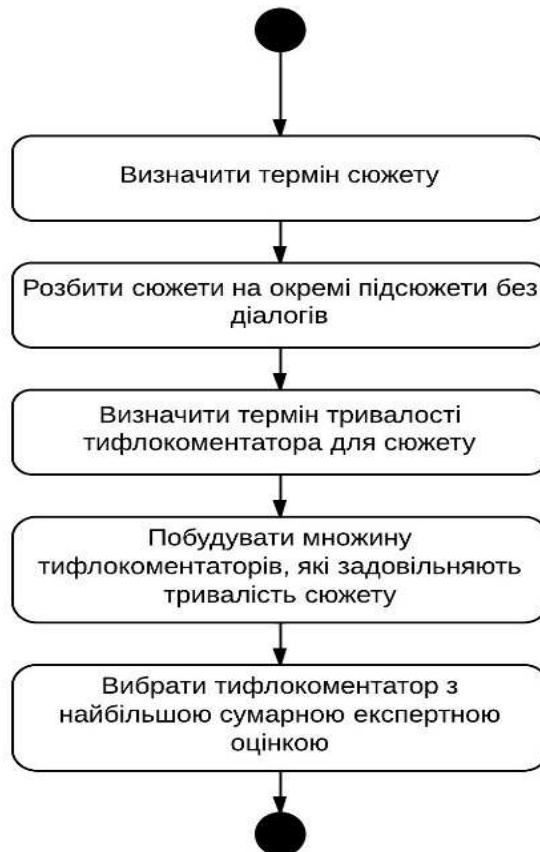 Визначити термін сюжету
Розбити сюжети на окремі підсюжети без
діалогів
Визначити термін тривалості
тифлокоментатора для сюжету
Побудувати множину
тифлокоментаторів, які задовільняють
тривалість сюжету
Вибрати тифлокоментатор з
найбільшою сумарною експертною
оцінкою